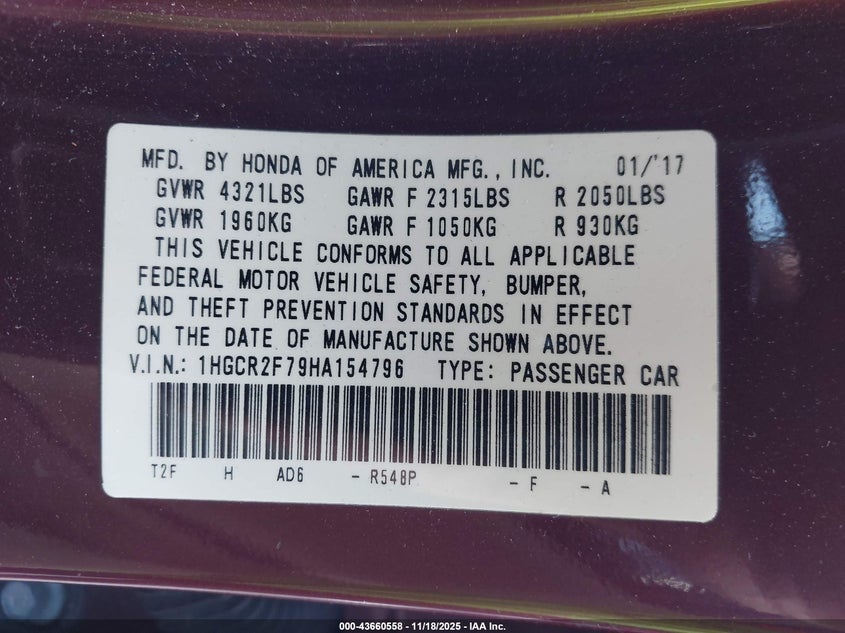 MFD. BY HONDA OF AMERICA MFG., INC. 01/'17
GVWR 4321LBS GAWR F 2315LBS R 2050LBS
GVWR 1960KG GAWR F 1050KG R 930KG
THIS VEHICLE CONFORMS TO ALL APPLICABLE
FEDERAL MOTOR VEHICLE SAFETY, BUMPER,
AND THEFT PREVENTION STANDARDS IN EFFECT
ON THE DATE OF MANUFACTURE SHOWN ABOVE.
V.I.N.: 1HGCR2F79HA154796 TYPE: PASSENGER CAR
T2F H AD6 - R548P - F - A
000-43660558 - 11/18/2025 - IAA Inc.